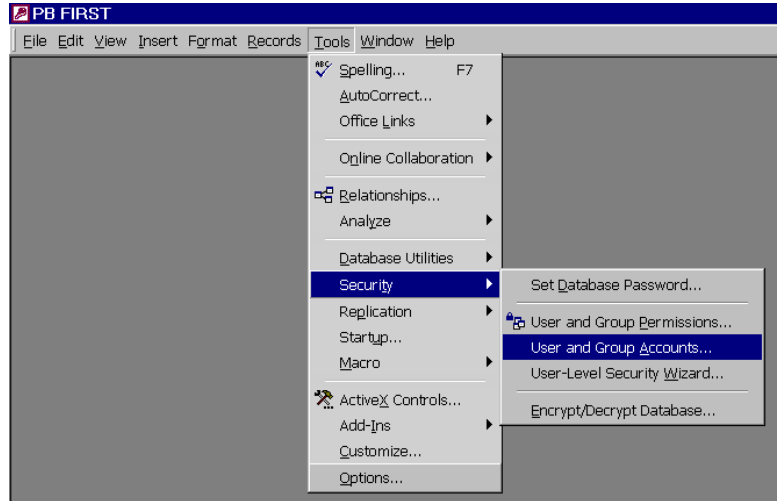 PB FIRST
File Edit View Insert Format Records Tools Window Help
ABC Spelling... F7
AutoCorrect...
Office Links
Online Collaboration
Relationships...
Analyze
Database Utilities
Security
Replication
Startup...
Macro
ActiveX Controls...
Add-Ins
Customize...
Options...
Set Database Password...
User and Group Permissions...
User and Group Accounts...
User-Level Security Wizard...
Encrypt/Decrypt Database...